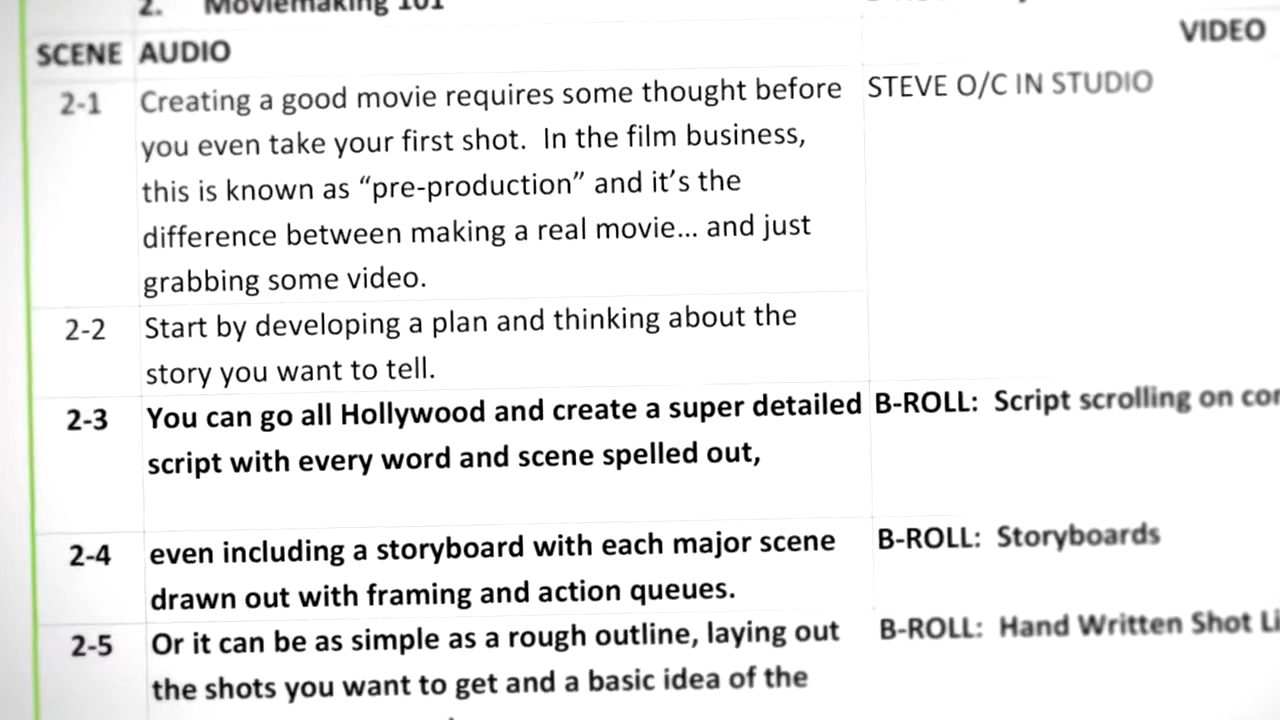 2. Moviemaking 101
VIDEO
SCENE AUDIO
2-1 Creating a good movie requires some thought before STEVE O/C IN STUDIO
you even take your first shot. In the film business,
this is known as “pre-production” and it’s the
difference between making a real movie... and just
grabbing some video.
2-2 Start by developing a plan and thinking about the
story you want to tell.
2-3 You can go all Hollywood and create a super detailed B-ROLL: Script scrolling on
script with every word and scene spelled out,
2-4 even including a storyboard with each major scene B-ROLL: Storyboards
drawn out with framing and action queues.
2-5 Or it can be as simple as a rough outline, laying out B-ROLL: Hand Written Shot
the shots you want to get and a basic idea of the